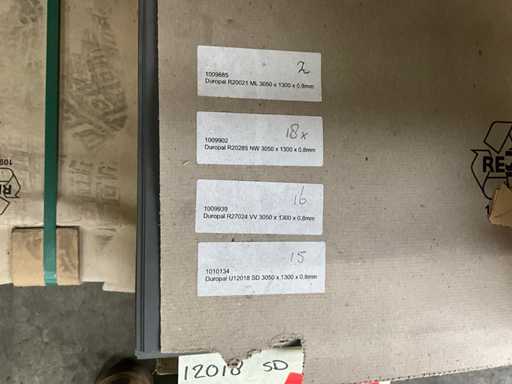 2
1009885
Duropal R20021 ML 3050 x 1300 x 0.8mm
18x
1009902
Duropal R20285 NW 3050 x 1300 x 0.8mm
16
1009939
Duropal R27024 VV 3050 x 1300 x 0.8mm
15
1010134
Duropal U12018 SD 3050 x 1300 x 0.8mm
12018 SD